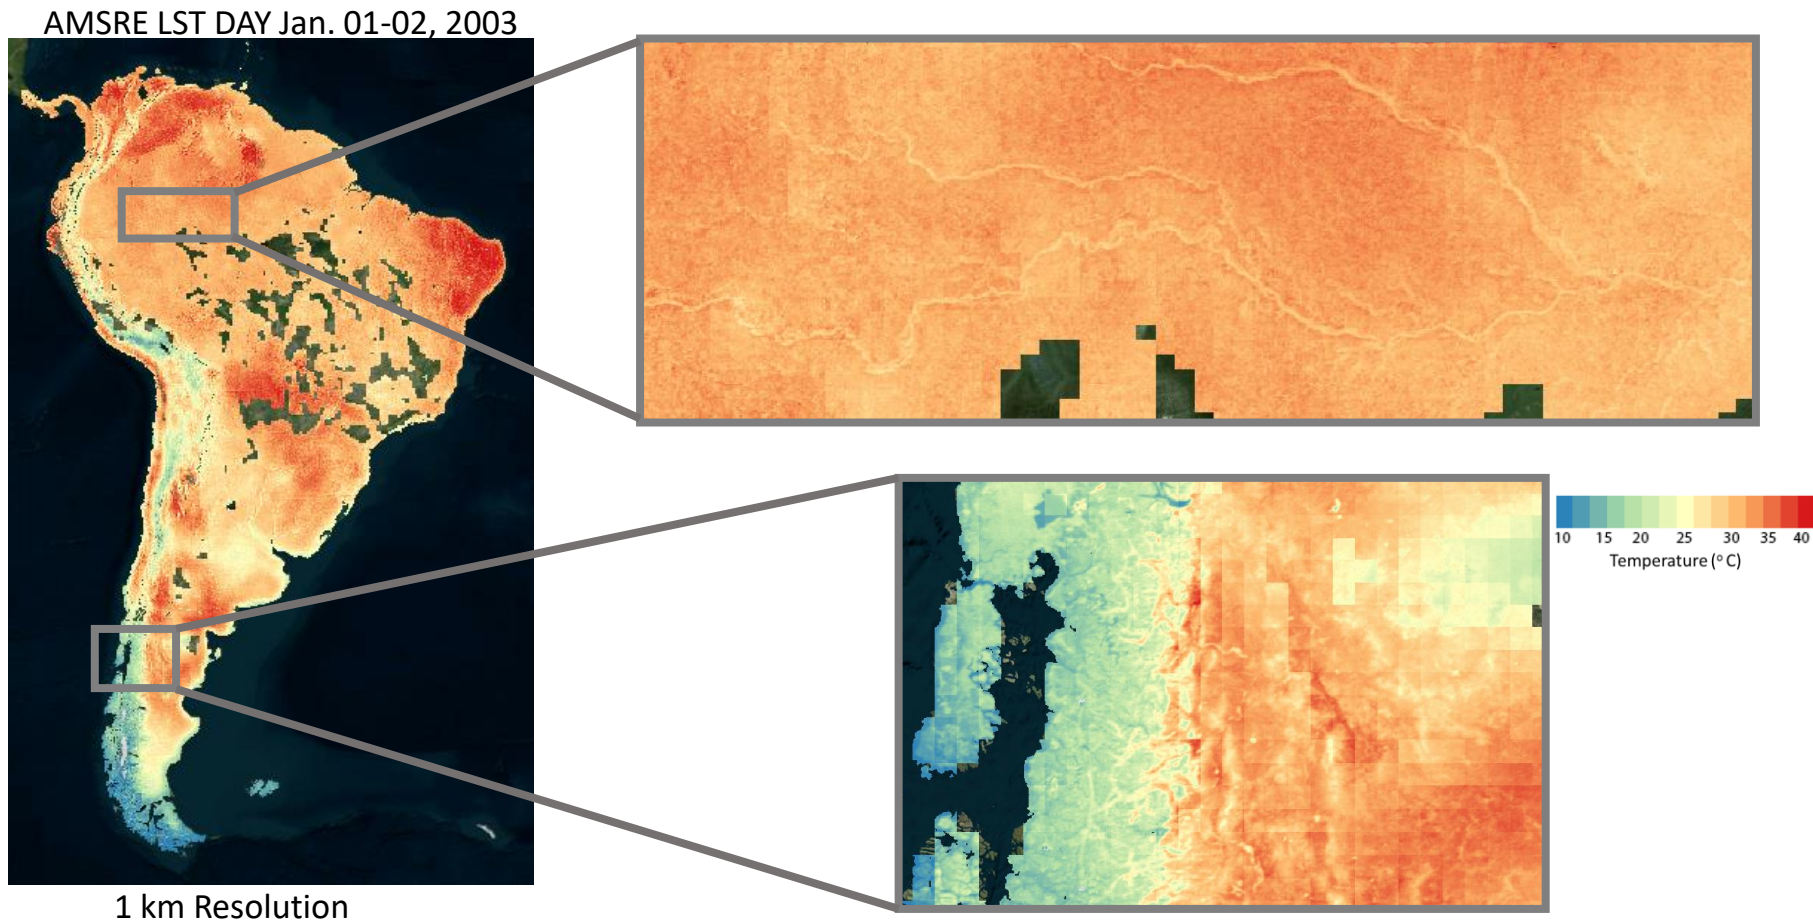 AMSRE LST DAY Jan. 01-02, 2003
10 15 20 25 30 35 40
Temperature (° C)
1 km Resolution